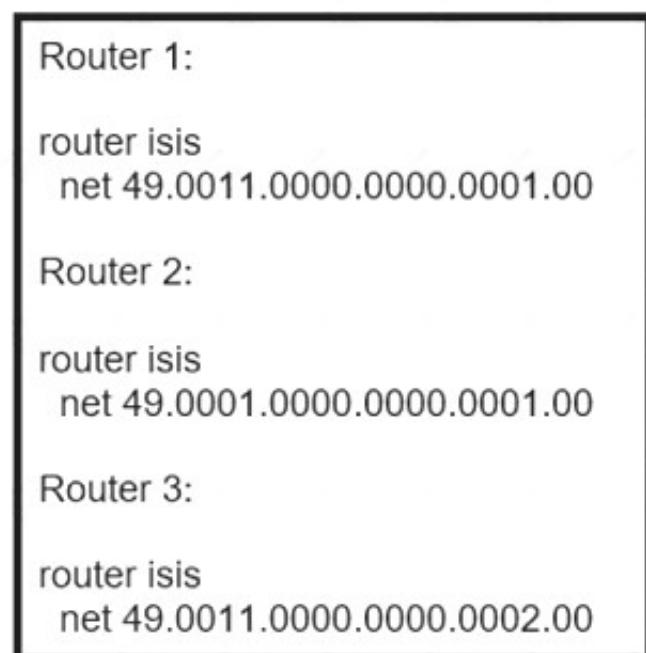 Router 1:
router isis
net 49.0011.0000.0000.0001.00
Router 2:
router isis
net 49.0001.0000.0000.0001.00
Router 3:
router isis
net 49.0011.0000.0000.0002.00